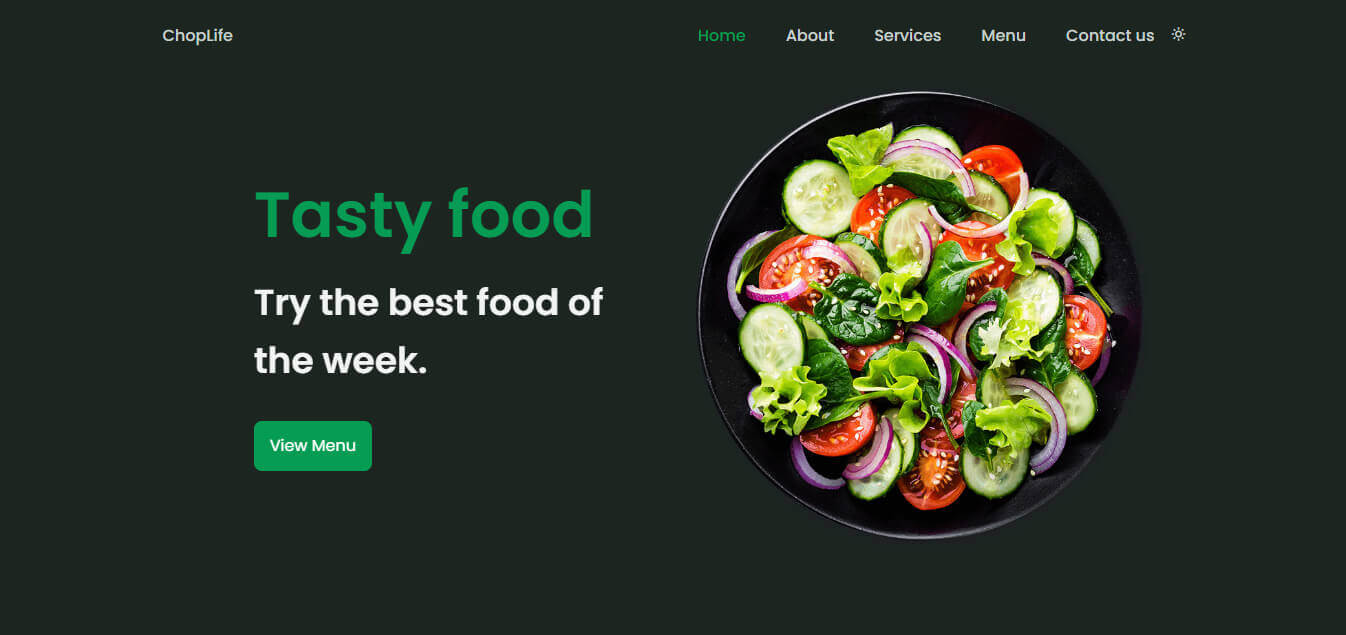 ChopLife
Home About Services Menu Contact us
Tasty food
Try the best food of
the week.
View Menu